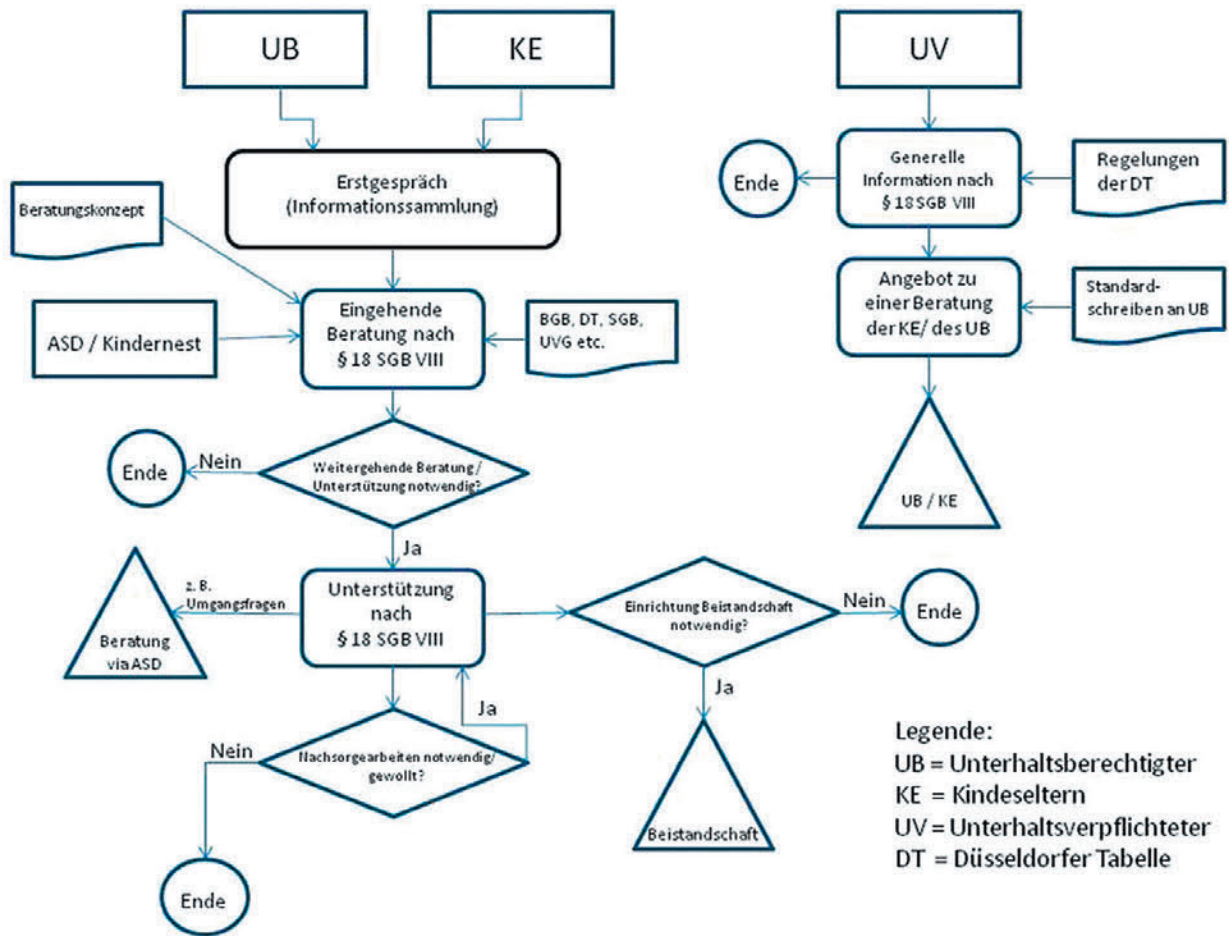 UB
KE
UV
Erstgespräch
(Informationssammlung)
Ende
Generelle
Information nach
§ 18 SGB VIII
Regelungen
der DT
Beratungskonzept
Angebot zu
einer Beratung
der KE/ des UB
Standard-
schreiben an UB
ASD / Kindernest
Eingehende
Beratung nach
§ 18 SGB VIII
BGB, DT, SGB,
UVG etc.
UB / KE
Ende
Nein
Weitergehende Beratung /
Unterstützung notwendig?
Ja
z. B.
Umgangsfragen
Beratung
via ASD
Unterstützung
nach
§ 18 SGB VIII
Einrichtung Beistandschaft
notwendig?
Nein
Ende
Ja
Ja
Nein
Nachsorgearbeiten notwendig/
gewollt?
Beistandschaft
Ende
Legende:
UB = Unterhaltsberechtigter
KE = Kindeseltern
UV = Unterhaltsverpflichteter
DT = Düsseldorfer Tabelle